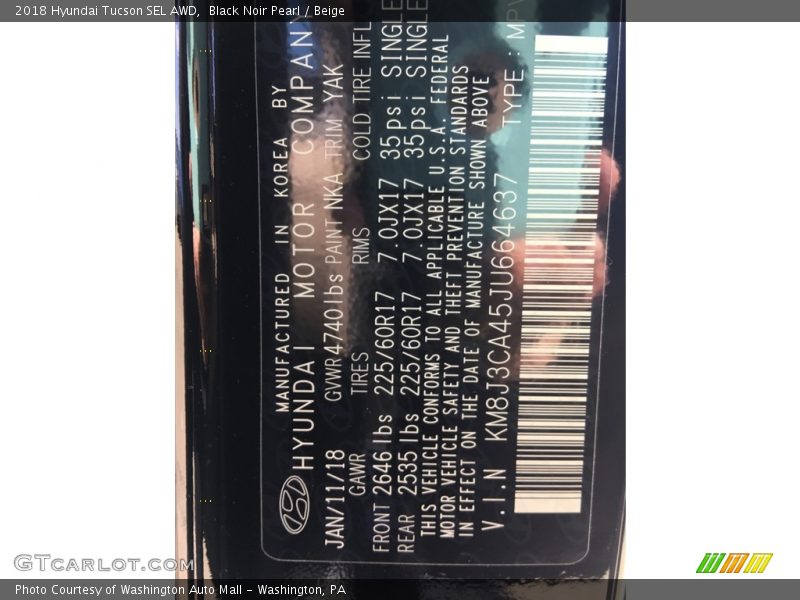 2018 Hyundai Tucson SEL AWD, Black Noir Pearl / Beige
MANUFACTURED IN KOREA BY
HYUNDAI MOTOR COMPANY
JAN/11/18 GVWR4740lbs PAINT NKA TRIM YAK
GAWR TIRES RIMS COLD TIRE INFL
FRONT 2646 lbs 225/60R17 7.0JX17 35psi SINGLE
REAR 2535 lbs 225/60R17 7.0JX17 35psi SINGLE
THIS VEHICLE CONFORMS TO ALL APPLICABLE U.S.A. FEDERAL
MOTOR VEHICLE SAFETY AND THEFT PREVENTION STANDARDS
IN EFFECT ON THE DATE OF MANUFACTURE SHOWN ABOVE
V.I.N KM8J3CA45JU664637 TYPE : MPV
GTcarlot.com
Photo Courtesy of Washington Auto Mall - Washington, PA